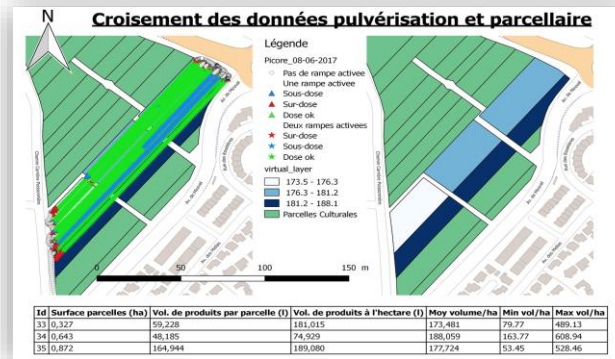 Croisement des données pulvérisation et parcellaire
N
Légende
Picore_08-06-2017
Pas de rampe activee
Une rampe activee
Sous-dose
Sur-dose
Dose ok
Deux rampes activees
Sur-dose
Sous-dose
Dose ok
virtual_layer
173.5 - 176.3
176.3 - 181.2
181.2 - 188.1
Parcelles Culturales
0 50 100 150 m
Id Surface parcelles (ha) Vol. de produits par parcelle (l) Vol. de produits à l'hectare (l) Moy volume/ha Min vol/ha Max vol/ha
33 0,327 59,228 181,015 173,481 79.77 489.13
34 0,643 48,185 74,929 188,059 163.77 608.94
35 0,872 164,944 189,080 177,724 53.45 528.46